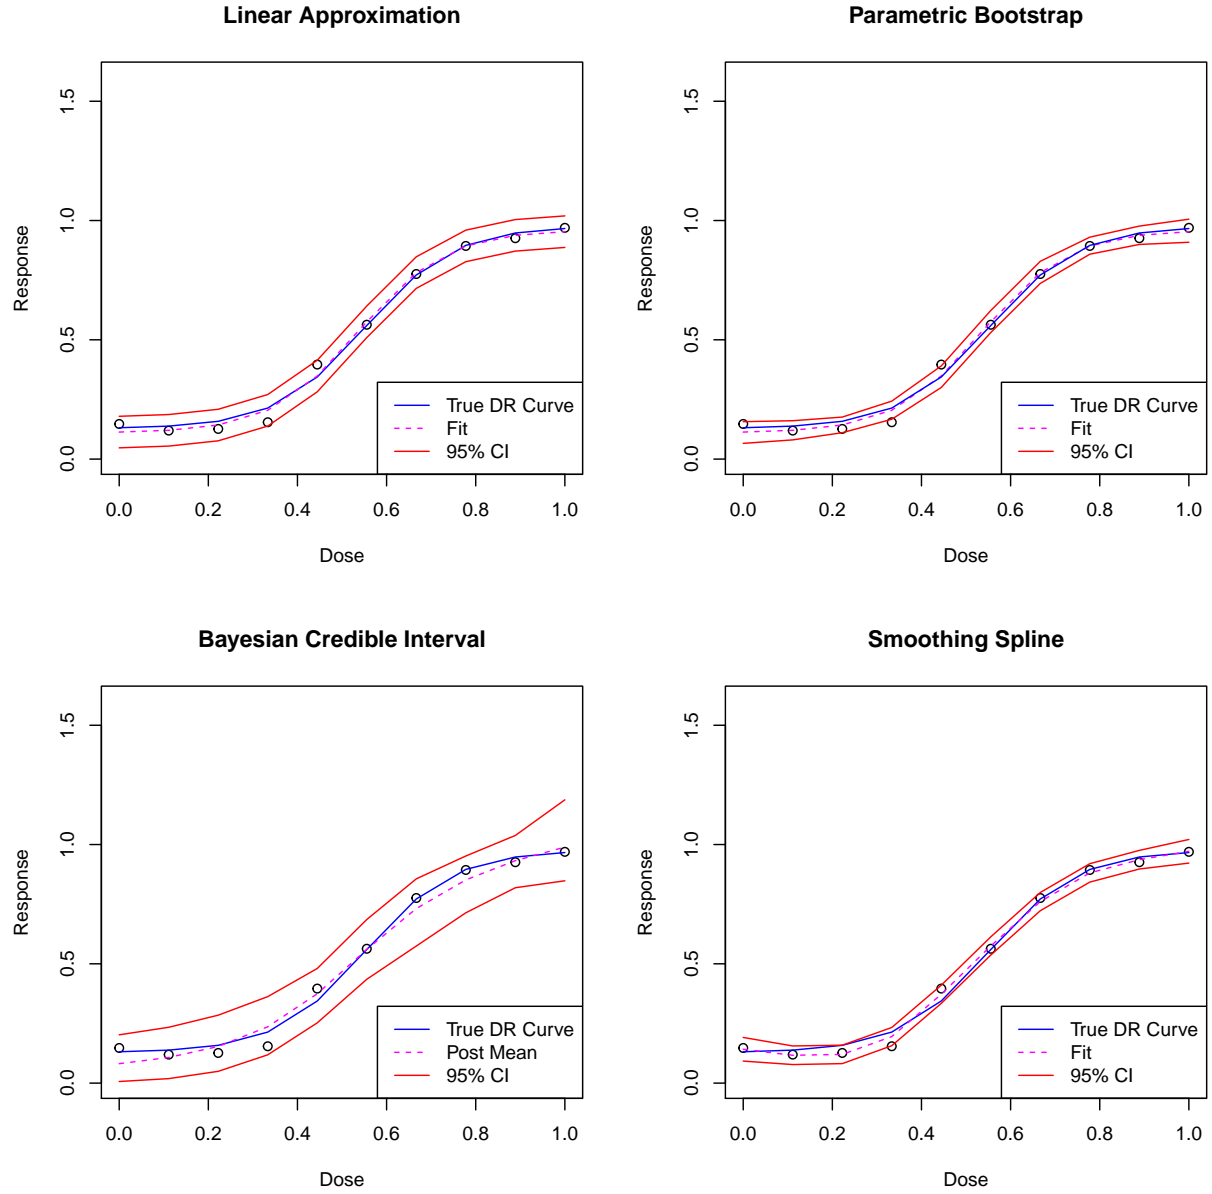 Linear Approximation
Response
1.5
1.0
0.5
0.0
True DR Curve
Fit
95% CI
0.0 0.2 0.4 0.6 0.8 1.0
Dose
Parametric Bootstrap
Response
1.5
1.0
0.5
0.0
True DR Curve
Fit
95% CI
0.0 0.2 0.4 0.6 0.8 1.0
Dose
Bayesian Credible Interval
Response
1.5
1.0
0.5
0.0
True DR Curve
Post Mean
95% CI
0.0 0.2 0.4 0.6 0.8 1.0
Dose
Smoothing Spline
Response
1.5
1.0
0.5
0.0
True DR Curve
Fit
95% CI
0.0 0.2 0.4 0.6 0.8 1.0
Dose